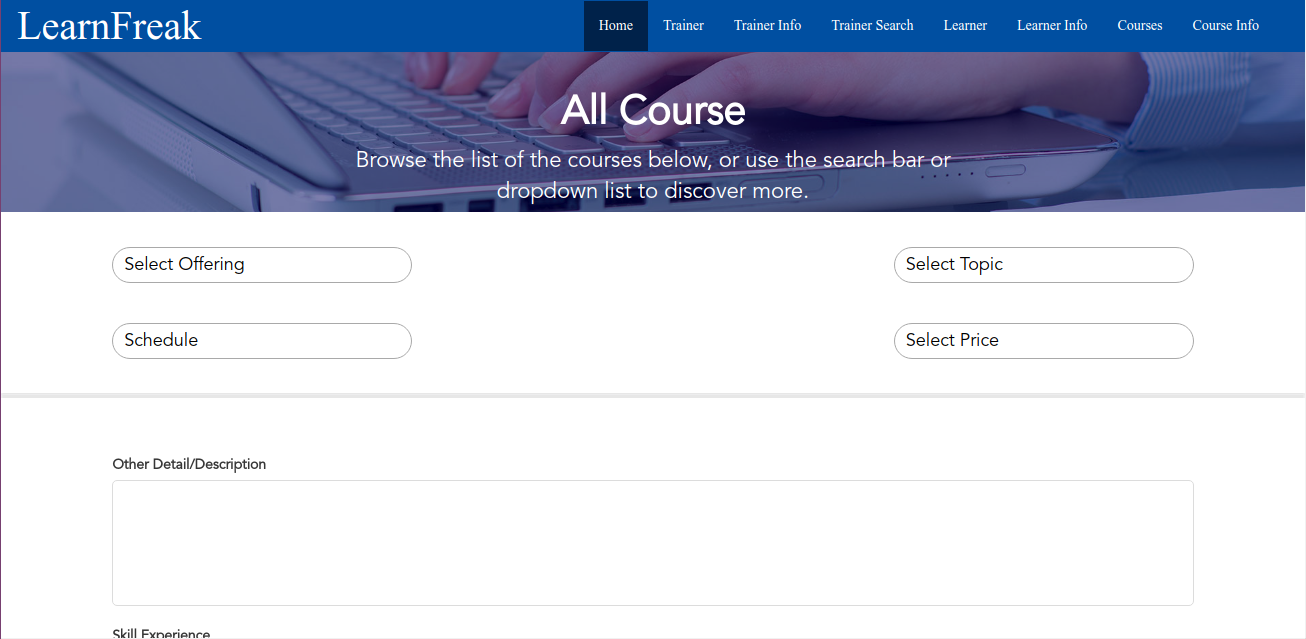 LearnFreak
Home Trainer Trainer Info Trainer Search Learner Learner Info Courses Course Info
All Course
Browse the list of the courses below, or use the search bar or
dropdown list to discover more.
Select Offering Select Topic
Schedule Select Price
Other Detail/Description
Skill Experience